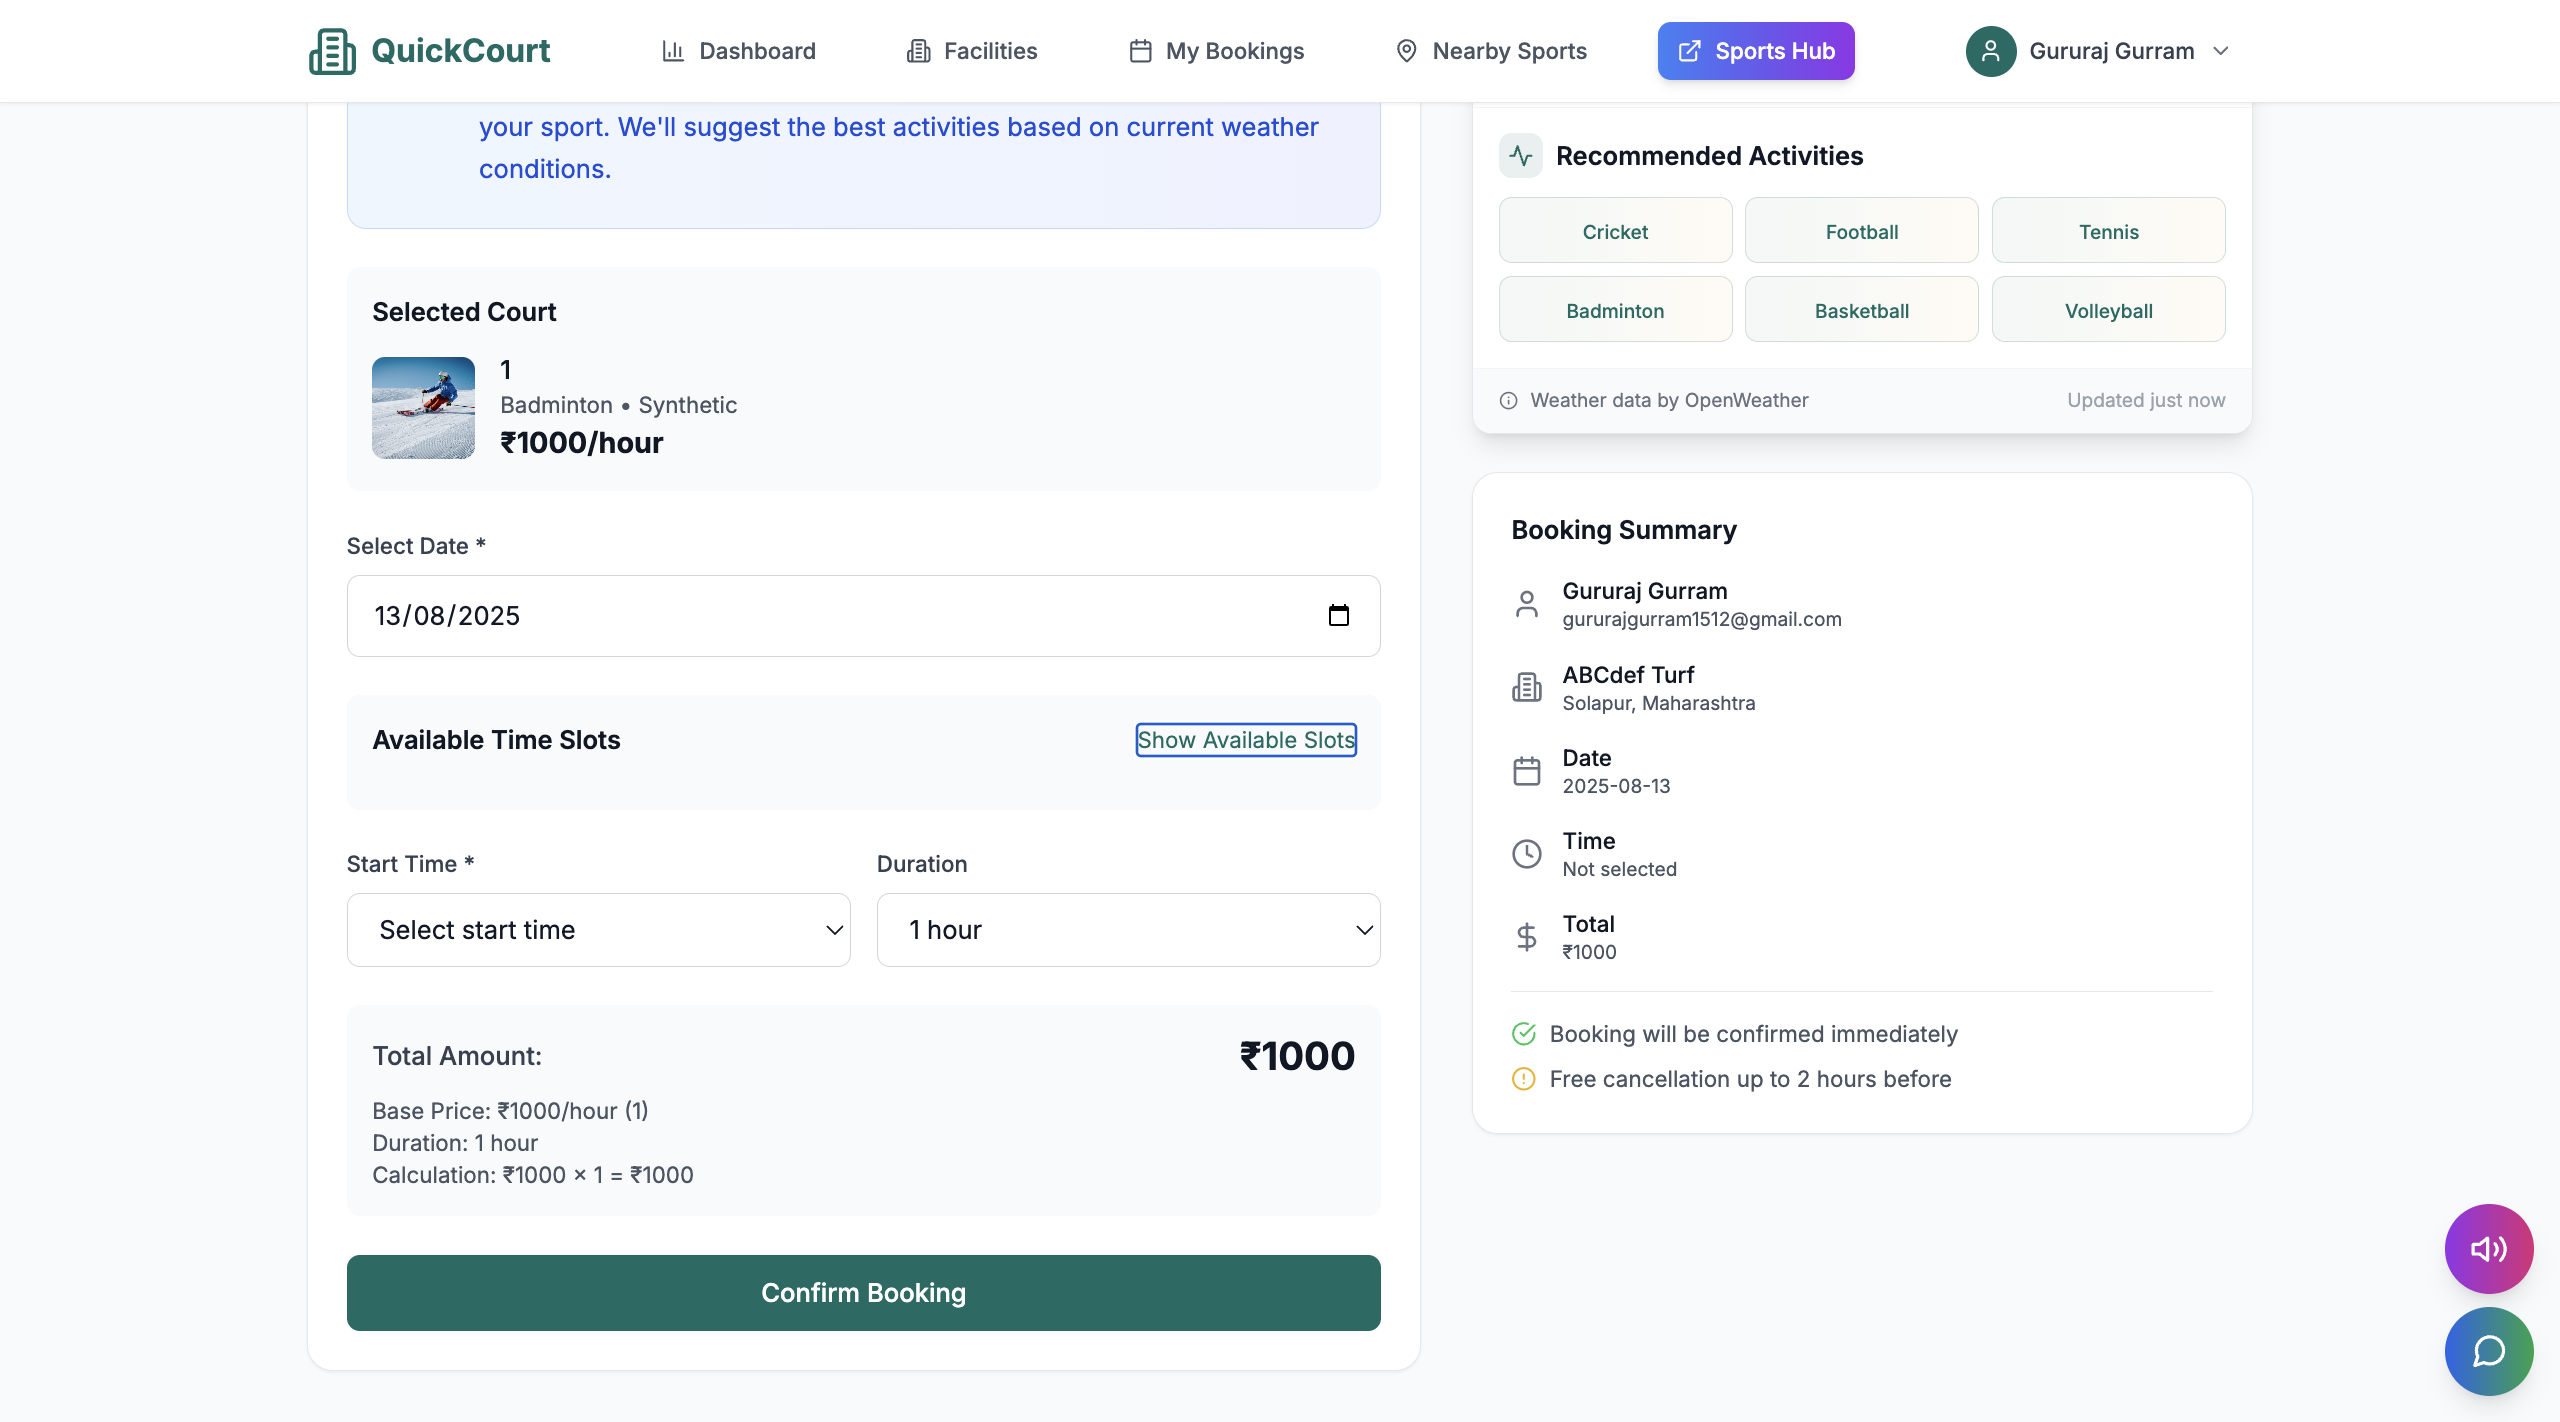 QuickCourt
Dashboard
Facilities
My Bookings
Nearby Sports
Sports Hub
Gururaj Gurram
your sport. We'll suggest the best activities based on current weather
conditions.
Selected Court
1
Badminton • Synthetic
₹1000/hour
Select Date *
13/08/2025
Available Time Slots
Show Available Slots
Start Time *
Select start time
Duration
1 hour
Total Amount:
₹1000
Base Price: ₹1000/hour (1)
Duration: 1 hour
Calculation: ₹1000 × 1 = ₹1000
Confirm Booking
Recommended Activities
Cricket
Football
Tennis
Badminton
Basketball
Volleyball
Weather data by OpenWeather
Updated just now
Booking Summary
Gururaj Gurram
gururajgurram1512@gmail.com
ABCdef Turf
Solapur, Maharashtra
Date
2025-08-13
Time
Not selected
Total
₹1000
Booking will be confirmed immediately
Free cancellation up to 2 hours before